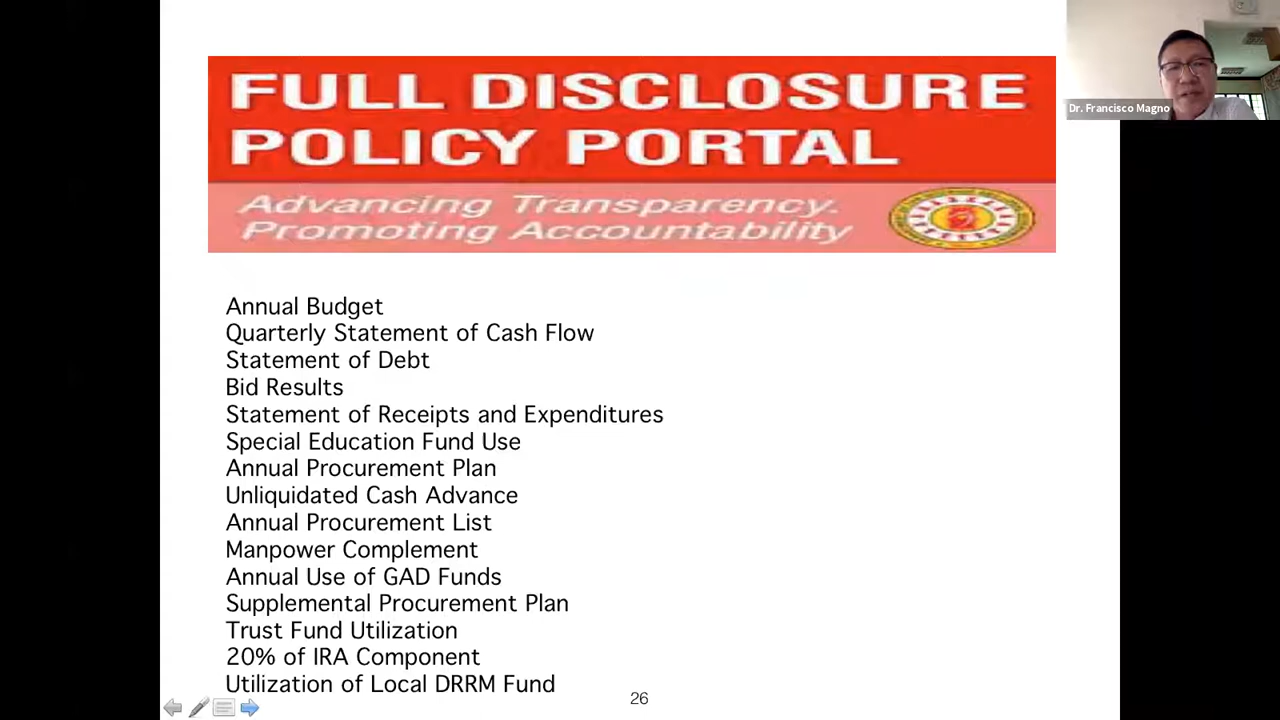 FULL DISCLOSURE
POLICY PORTAL
Advancing Transparency.
Promoting Accountability
Dr. Francisco Magno
Annual Budget
Quarterly Statement of Cash Flow
Statement of Debt
Bid Results
Statement of Receipts and Expenditures
Special Education Fund Use
Annual Procurement Plan
Unliquidated Cash Advance
Annual Procurement List
Manpower Complement
Annual Use of GAD Funds
Supplemental Procurement Plan
Trust Fund Utilization
20% of IRA Component
Utilization of Local DRRM Fund
26